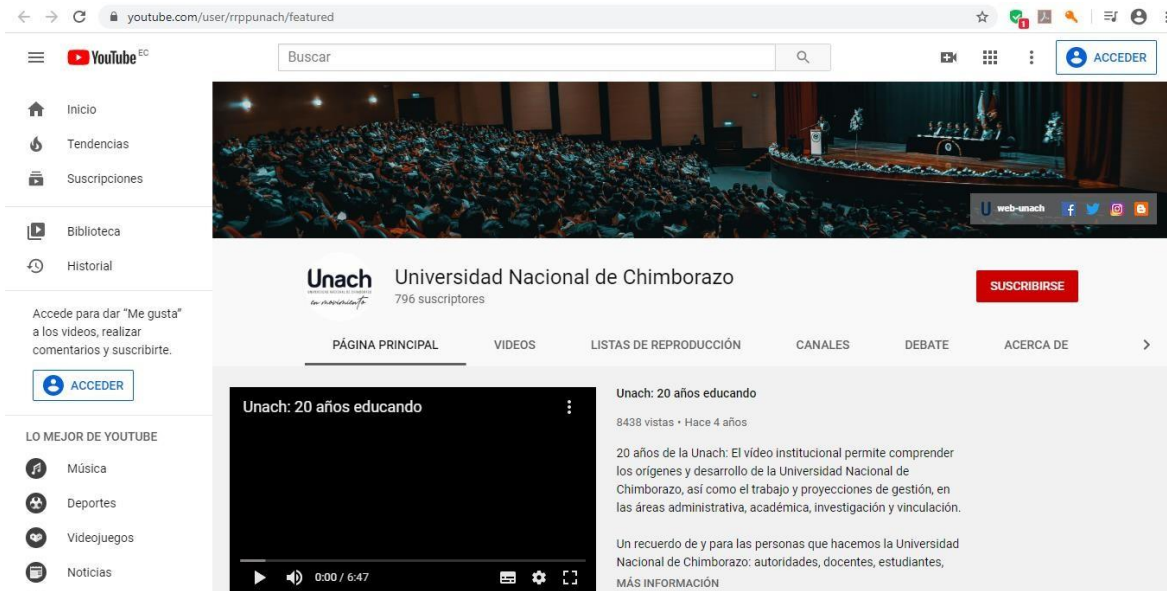 youtube.com/user/rrppunach/featured
1
YouTube EC
Buscar
ACCEDER
Inicio
Tendencias
Suscripciones
Biblioteca
Historial
Accede para dar “Me gusta”
a los videos, realizar
comentarios y suscribirte.
ACCEDER
LO MEJOR DE YOUTUBE
Música
Deportes
Videojuegos
Noticias
U web-unach
Unach
en movimiento
Universidad Nacional de Chimborazo
796 suscriptores
SUSCRIBIRSE
PÁGINA PRINCIPAL VIDEOS LISTAS DE REPRODUCCIÓN CANALES DEBATE ACERCA DE
Unach: 20 años educando
0:00 / 6:47
Unach: 20 años educando
8438 vistas • Hace 4 años
20 años de la Unach: El vídeo institucional permite comprender
los orígenes y desarrollo de la Universidad Nacional de
Chimborazo, así como el trabajo y proyecciones de gestión, en
las áreas administrativa, académica, investigación y vinculación.
Un recuerdo de y para las personas que hacemos la Universidad
Nacional de Chimborazo: autoridades, docentes, estudiantes,
MÁS INFORMACIÓN